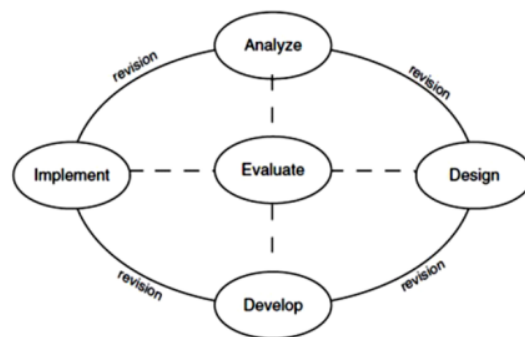 Analyze
revision
revision
Implement
Evaluate
Design
revision
revision
Develop